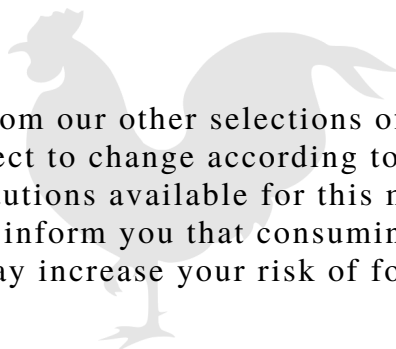 om our other selections o
ect to change according to
utions available for this
inform you that consumin
ay increase your risk of fo